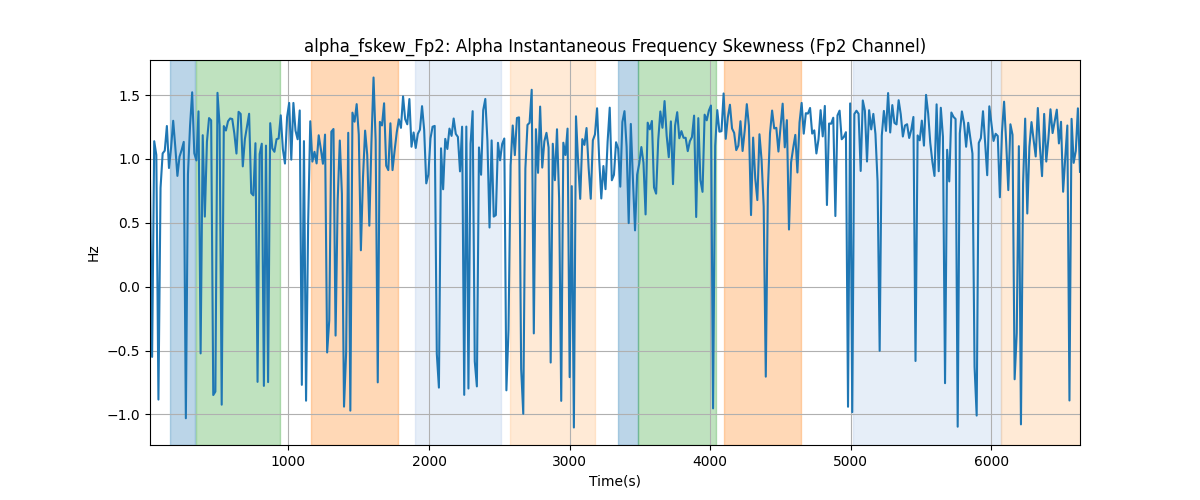 alpha_fskew_Fp2: Alpha Instantaneous Frequency Skewness (Fp2 Channel)
Hz
1.5
1.0
0.5
0.0
−0.5
−1.0
1000 2000 3000 4000 5000 6000
Time(s)